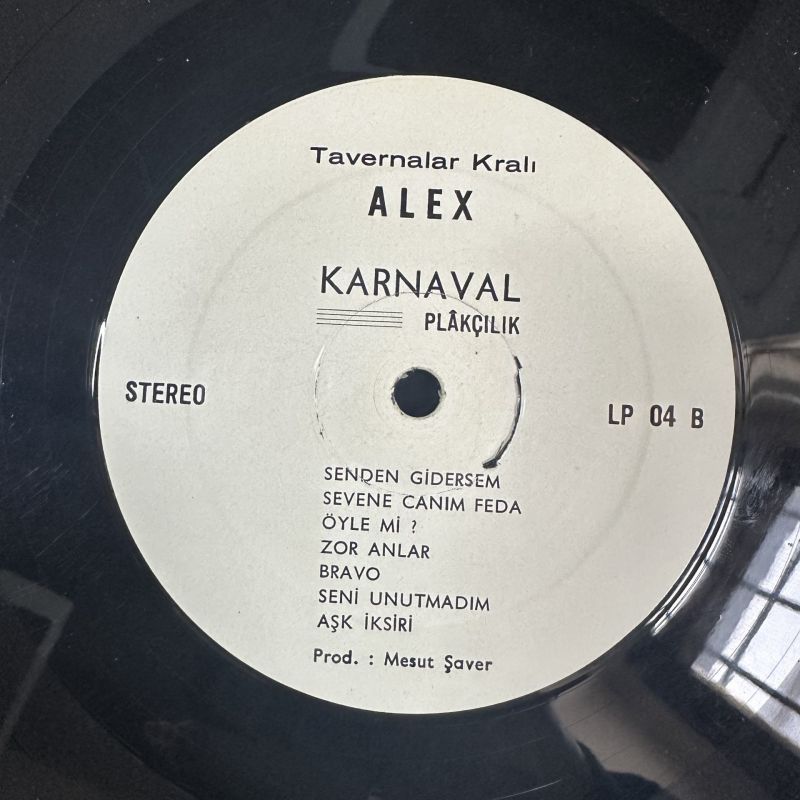 Tavernalar Kralı
ALEX
KARNAVAL
PLÂKÇILIK
STEREO
LP 04 B
SENDEN GİDERSEM
SEVENE CANIM FEDA
ÖYLE Mİ ?
ZOR ANLAR
BRAVO
SENİ UNUTMADIM
AŞK İKSİRİ
Prod. : Mesut Şaver